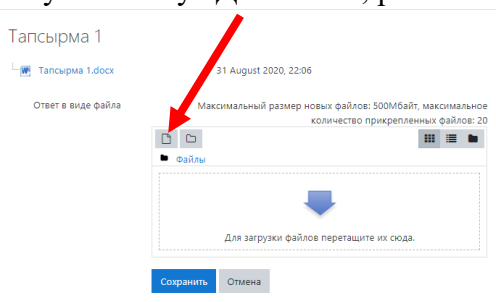 Тапсырма 1
Тапсырма 1.docx
31 August 2020, 22:06
Ответ в виде файла
Максимальный размер новых файлов: 500Мбайт, максимальное
количество прикрепленных файлов: 20
Файлы
Для загрузки файлов перетащите их сюда.
Сохранить
Отмена